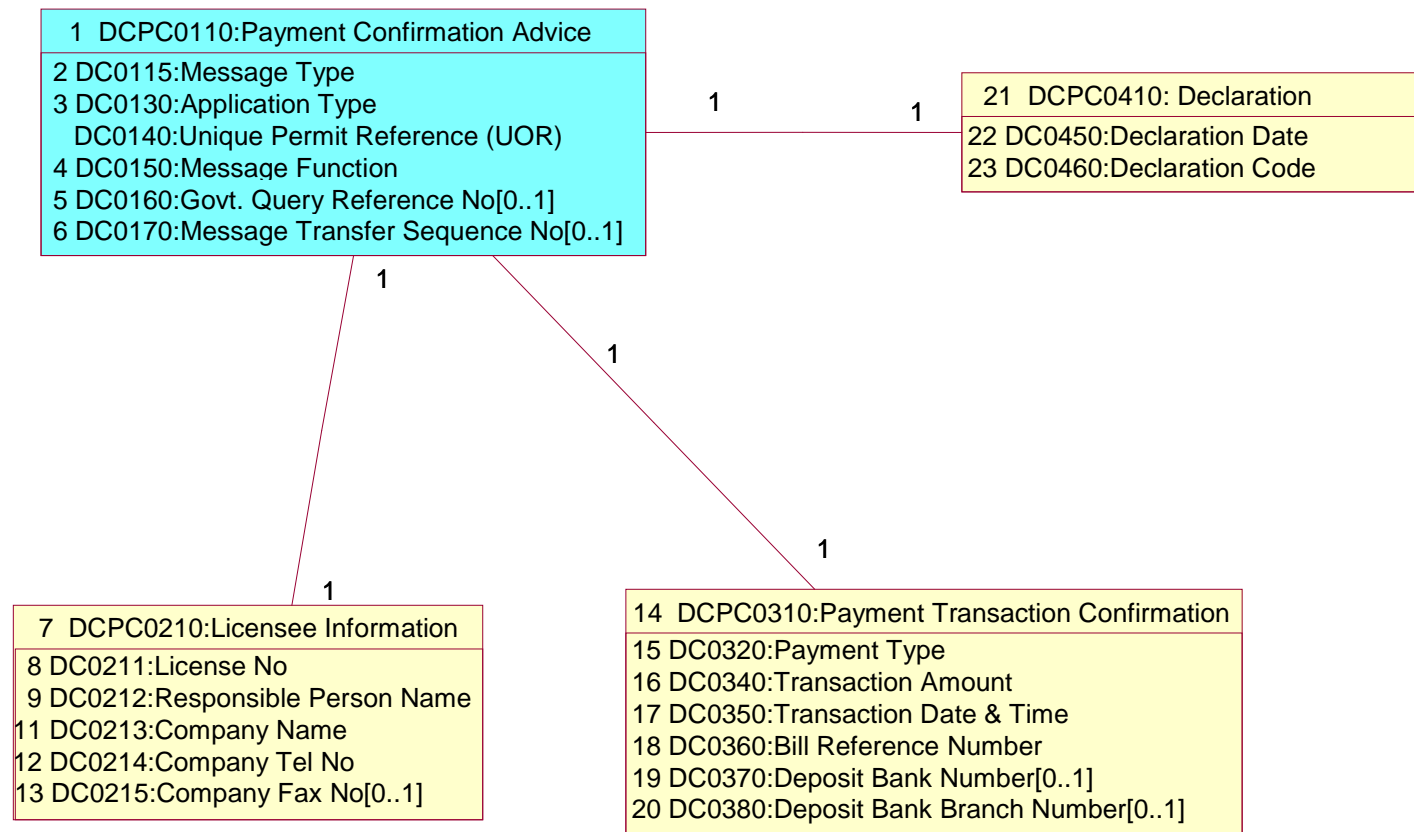 1 DCPC0110:Payment Confirmation Advice
2 DC0115:Message Type
3 DC0130:Application Type
DC0140:Unique Permit Reference (UOR)
4 DC0150:Message Function
5 DC0160:Govt. Query Reference No[0..1]
6 DC0170:Message Transfer Sequence No[0..1]
1
1
21 DCPC0410: Declaration
22 DC0450:Declaration Date
23 DC0460:Declaration Code
1
1
1
1
7 DCPC0210:Licensee Information
8 DC0211:License No
9 DC0212:Responsible Person Name
11 DC0213:Company Name
12 DC0214:Company Tel No
13 DC0215:Company Fax No[0..1]
14 DCPC0310:Payment Transaction Confirmation
15 DC0320:Payment Type
16 DC0340:Transaction Amount
17 DC0350:Transaction Date & Time
18 DC0360:Bill Reference Number
19 DC0370:Deposit Bank Number[0..1]
20 DC0380:Deposit Bank Branch Number[0..1]